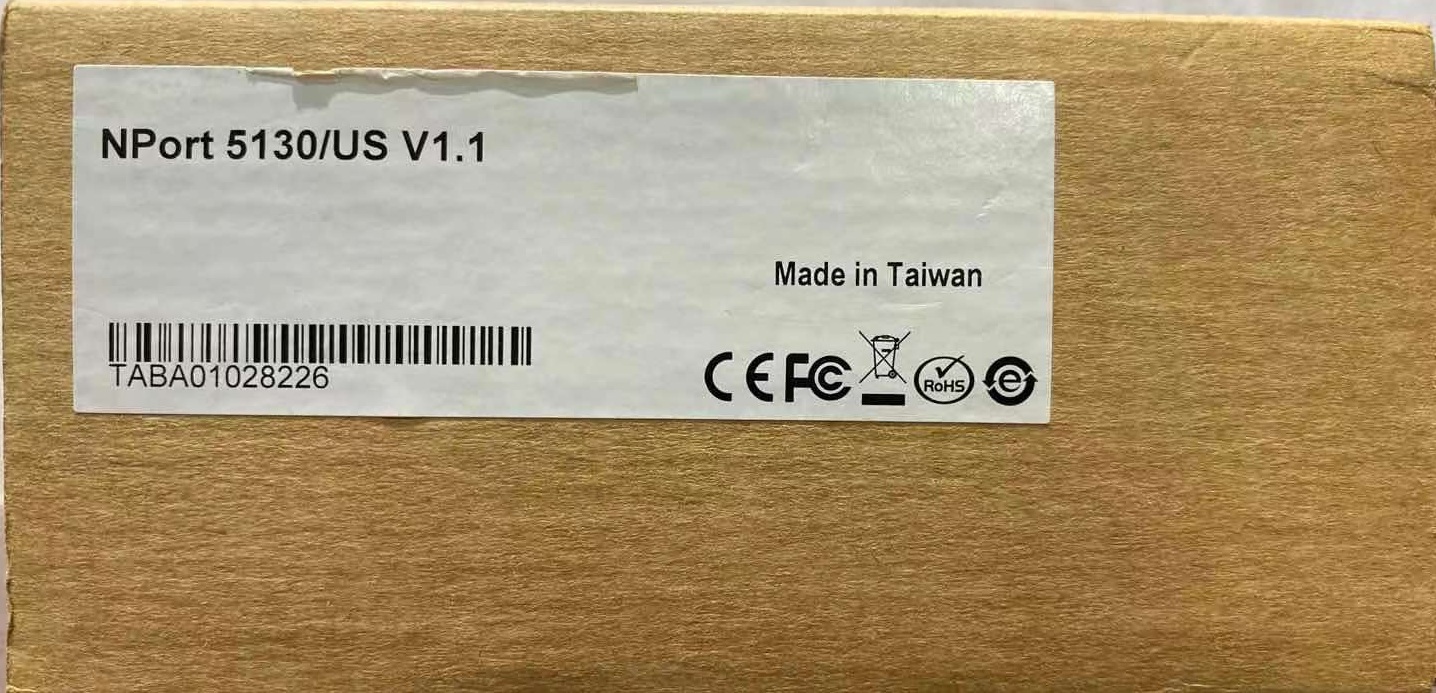 NPort 5130/US V1.1
Made in Taiwan
TABA01028226
CE FC RoHS e